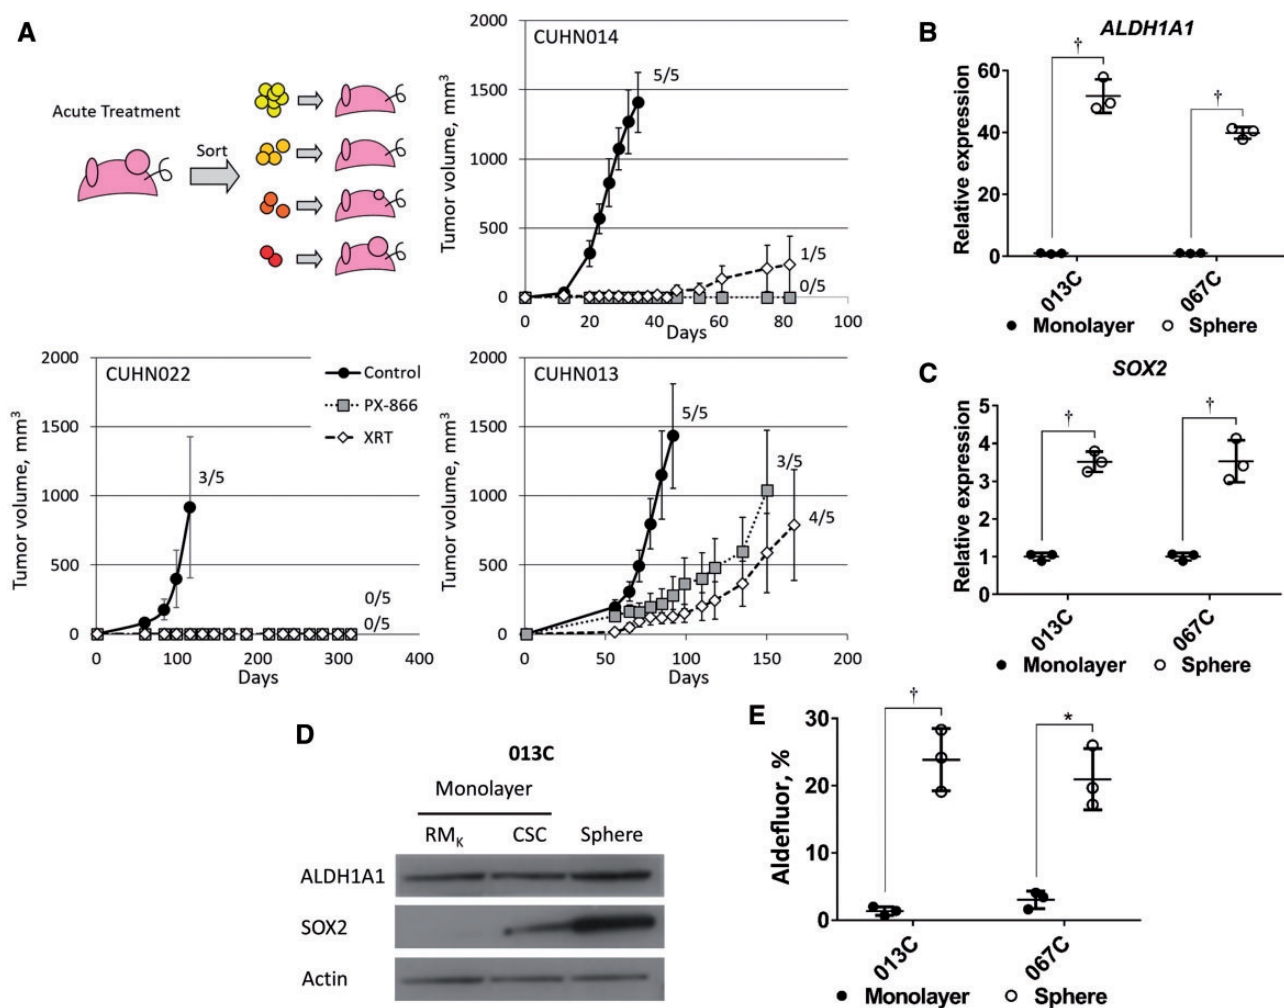 A
Acute Treatment
Sort
Tumor volume, mm3
2000
1500
1000
500
0
CUHN014
5/5
1/5
0/5
0 20 40 60 80 100
Days
Tumor volume, mm3
2000
1500
1000
500
0
CUHN022
3/5
0/5
0/5
0 100 200 300 400
Days
Control
PX-866
XRT
Tumor volume, mm3
2000
1500
1000
500
0
CUHN013
5/5
3/5
4/5
0 50 100 150 200
Days
B
ALDH1A1
Relative expression
60
40
20
0
†
†
013C 067C
Monolayer Sphere
C
SOX2
Relative expression
5
4
3
2
1
0
†
†
013C 067C
Monolayer Sphere
D
013C
Monolayer
RMK CSC Sphere
ALDH1A1
SOX2
Actin
E
Aldefluor, %
30
20
10
0
†
*
013C 067C
Monolayer Sphere